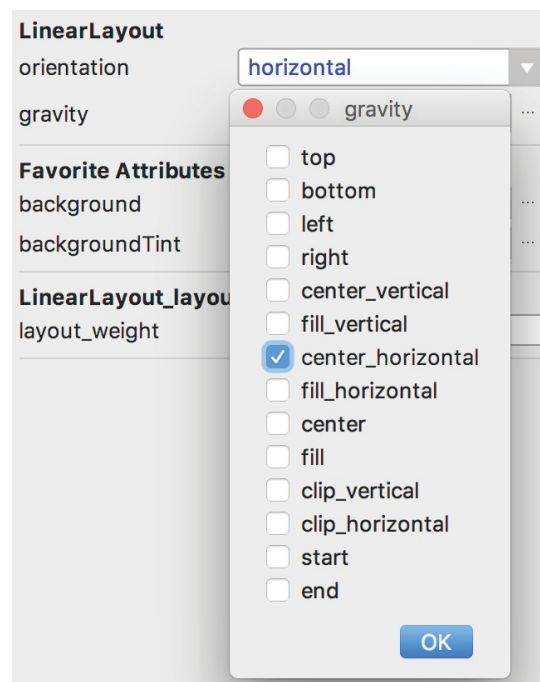 LinearLayout
orientation horizontal
gravity
gravity
Favorite Attributes
background
backgroundTint
LinearLayout_layou
layout_weight
top
bottom
left
right
center_vertical
fill_vertical
center_horizontal
fill_horizontal
center
fill
clip_vertical
clip_horizontal
start
end
OK